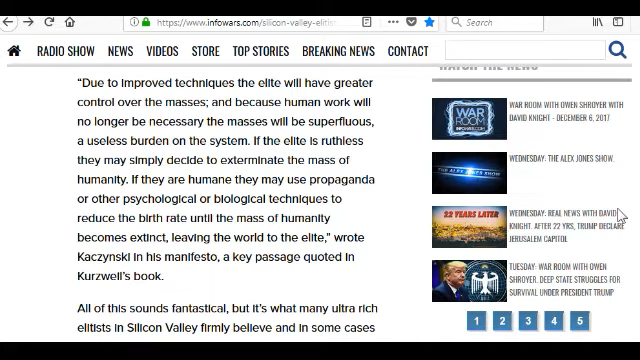 https://www.infowars.com/silicon-valley-elitis
Search
RADIO SHOW NEWS VIDEOS STORE TOP STORIES BREAKING NEWS CONTACT
WATCH THE NEWS
“Due to improved techniques the elite will have greater
control over the masses; and because human work will
no longer be necessary the masses will be superfluous,
a useless burden on the system. If the elite is ruthless
they may simply decide to exterminate the mass of
humanity. If they are humane they may use propaganda
or other psychological or biological techniques to
reduce the birth rate until the mass of humanity
becomes extinct, leaving the world to the elite,” wrote
Kaczynski in his manifesto, a key passage quoted in
Kurzweil’s book.
All of this sounds fantastical, but it’s what many ultra rich
elitists in Silicon Valley firmly believe and in some cases
WAR
ROOM
INFOWARS.COM
WAR ROOM WITH OWEN SHROYER WITH
DAVID KNIGHT - DECEMBER 6, 2017
THE ALEX JONES SHOW
WEDNESDAY: THE ALEX JONES SHOW.
22 YEARS LATER
WEDNESDAY: REAL NEWS WITH DAVID
KNIGHT. AFTER 22 YRS, TRUMP DECLARE
JERUSALEM CAPITOL
TUESDAY: WAR ROOM WITH OWEN
SHROYER. DEEP STATE STRUGGLES FOR
SURVIVAL UNDER PRESIDENT TRUMP
1 2 3 4 5